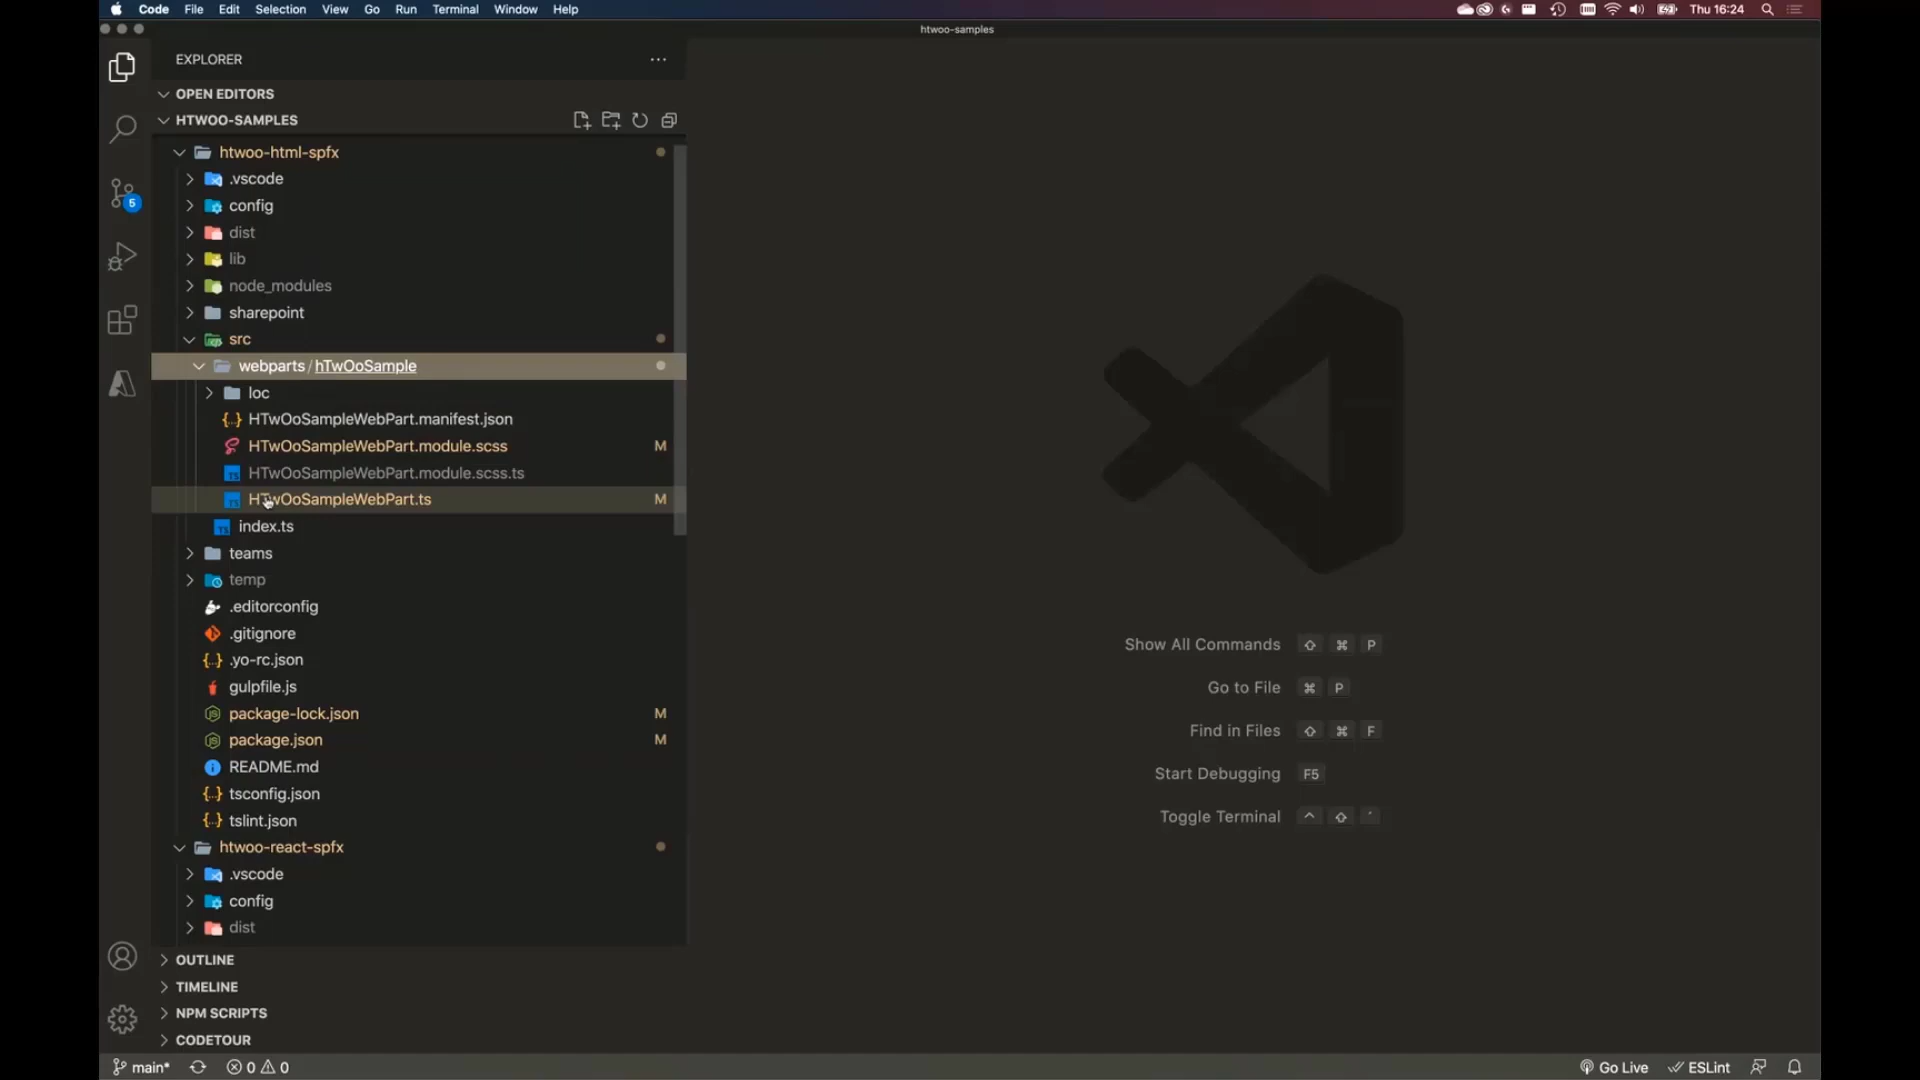 Code File Edit Selection View Go Run Terminal Window Help Thu 16:24
htwoo-samples
EXPLORER
OPEN EDITORS
HTWOO-SAMPLES
htwoo-html-spfx
.vscode
config
dist
lib
node_modules
sharepoint
src
webparts / hTwOoSample
loc
HTwOoSampleWebPart.manifest.json
HTwOoSampleWebPart.module.scss M
HTwOoSampleWebPart.module.scss.ts
HTwOoSampleWebPart.ts M
index.ts
teams
temp
.editorconfig
.gitignore
.yo-rc.json
gulpfile.js
package-lock.json M
package.json M
README.md
tsconfig.json
tslint.json
htwoo-react-spfx
.vscode
config
dist
OUTLINE
TIMELINE
NPM SCRIPTS
CODETOUR
5
Show All Commands ⇧ ⌘ P
Go to File ⌘ P
Find in Files ⇧ ⌘ F
Start Debugging F5
Toggle Terminal ^ ⇧ ´
main* 0 0 Go Live ESLint